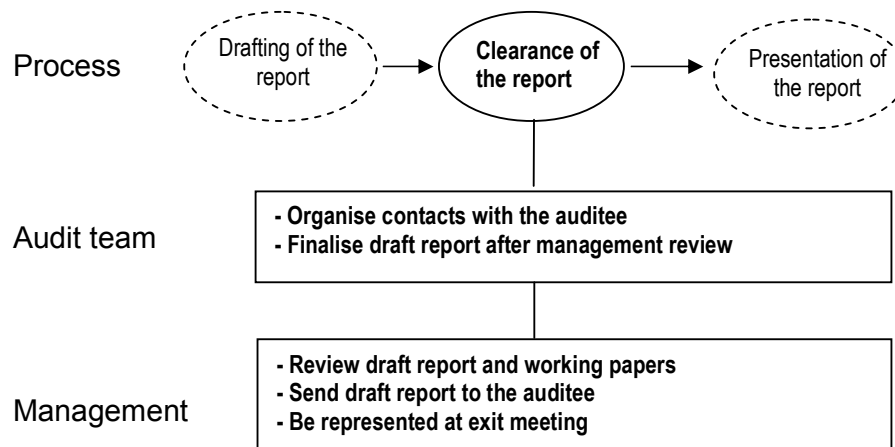 Process
Drafting of the
report
Clearance of
the report
Presentation of
the report
Audit team
- Organise contacts with the auditee
- Finalise draft report after management review
Management
- Review draft report and working papers
- Send draft report to the auditee
- Be represented at exit meeting